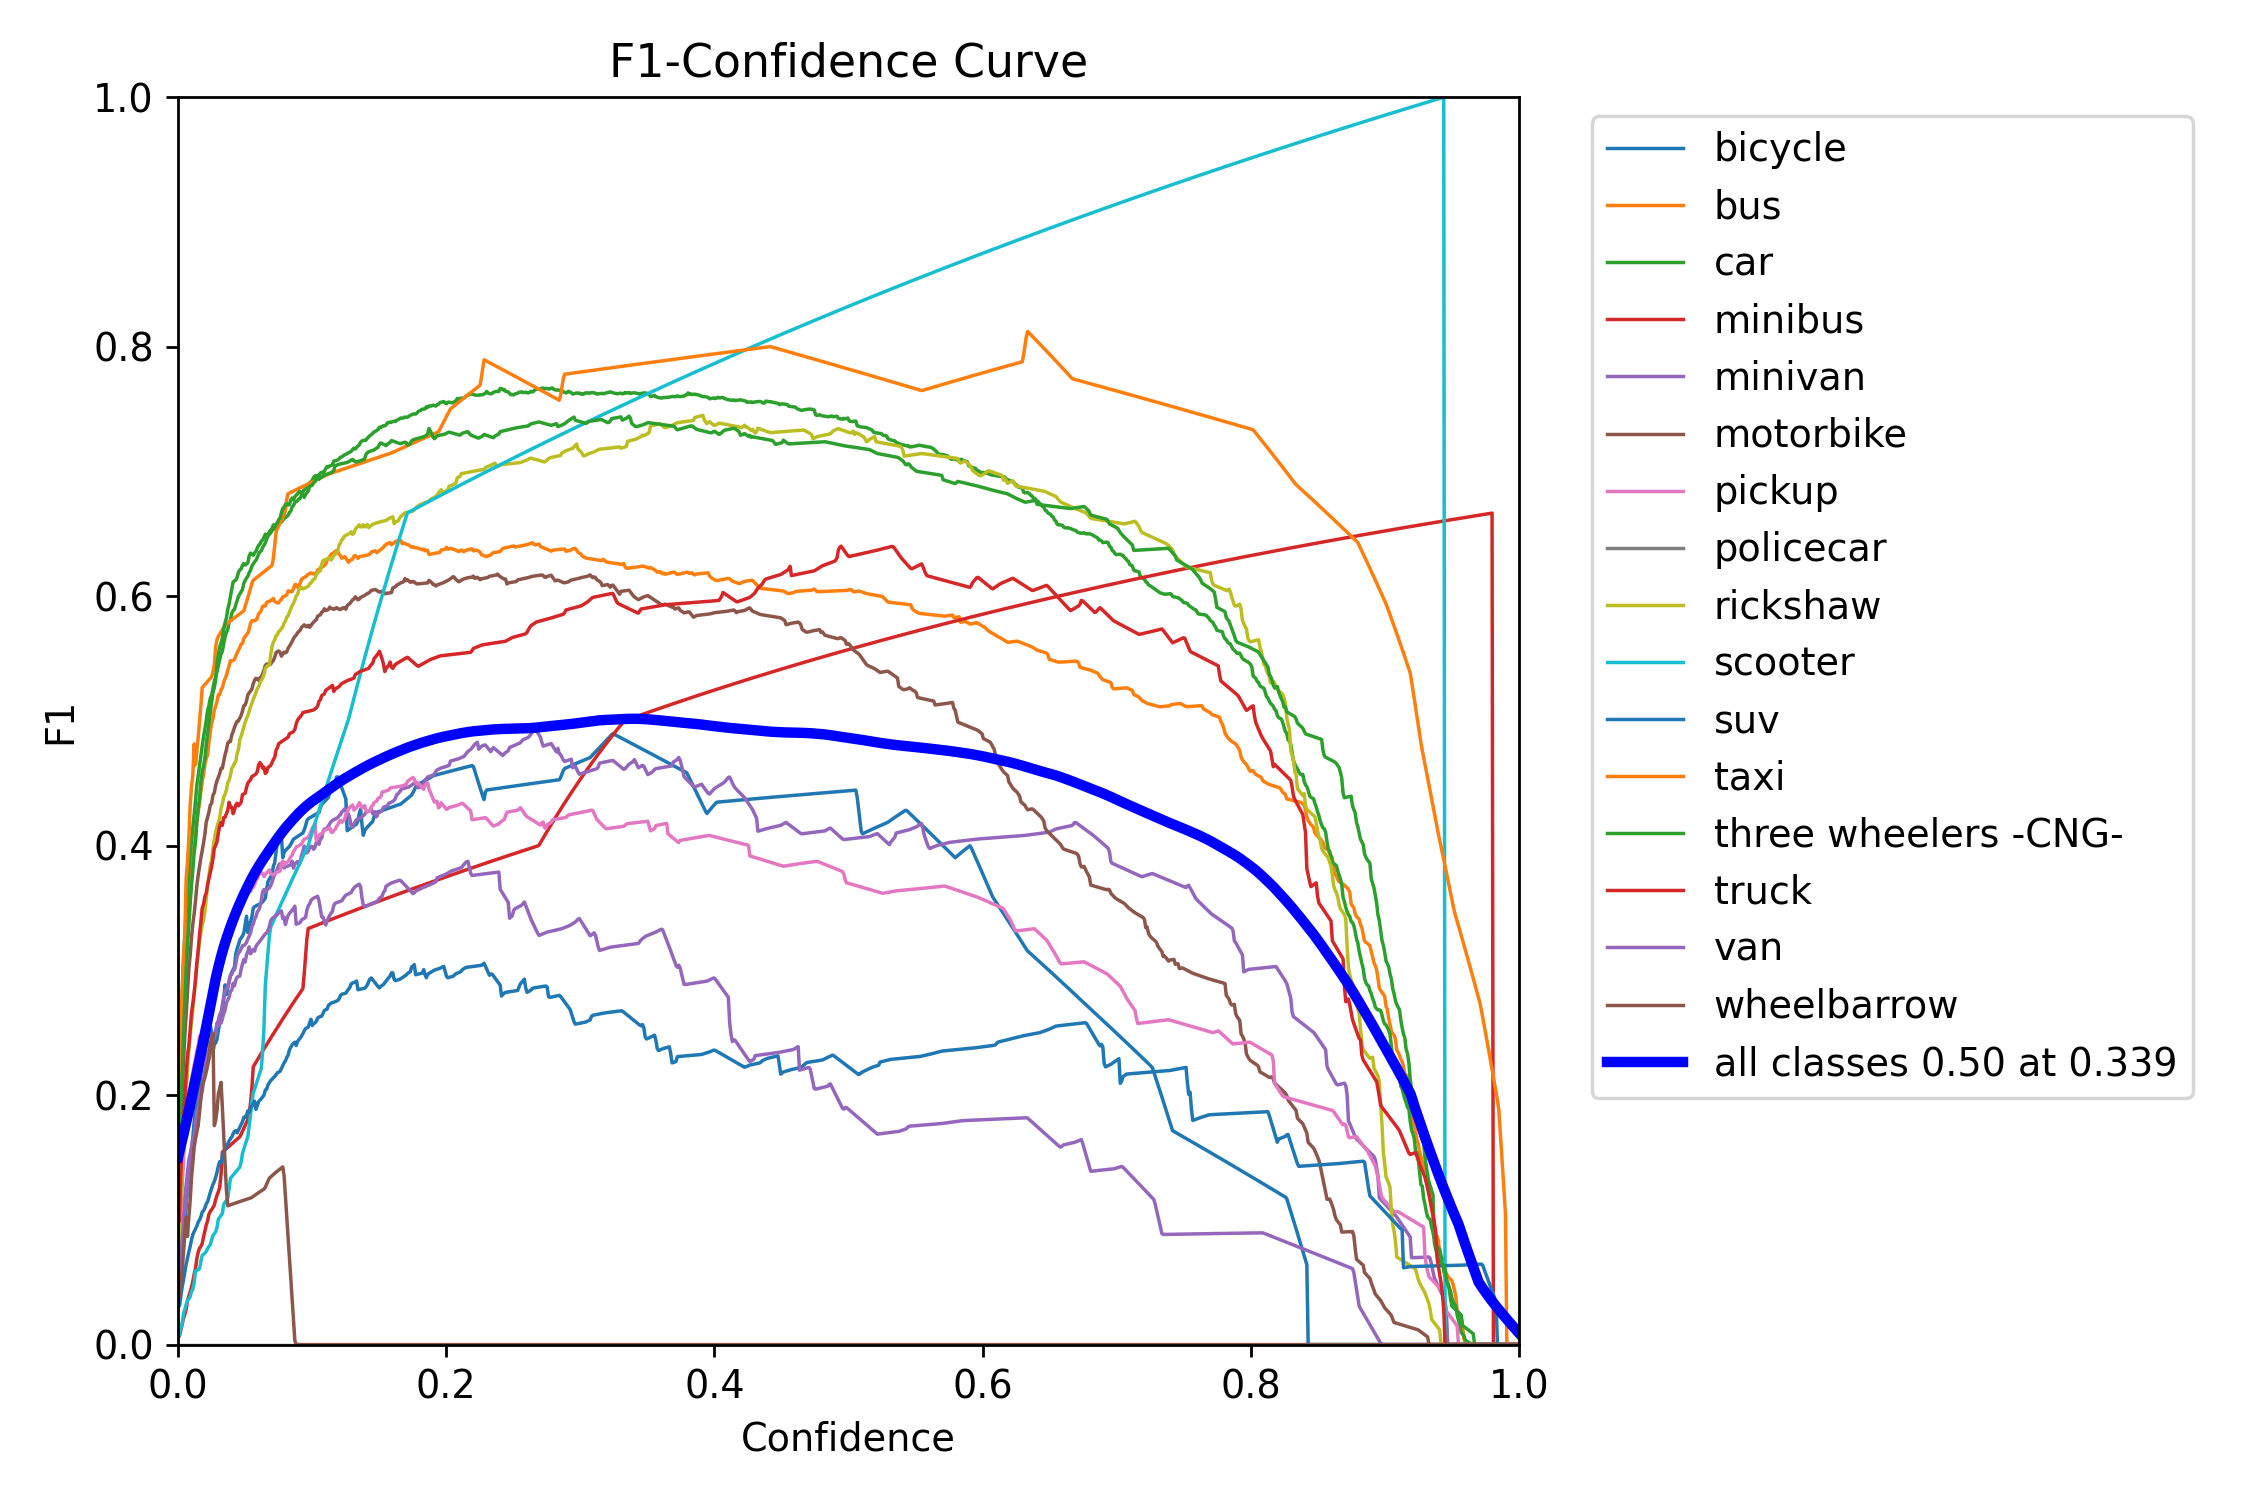 F1-Confidence Curve
1.0
0.8
0.6
0.4
0.2
0.0
F1
0.0 0.2 0.4 0.6 0.8 1.0
Confidence
bicycle
bus
car
minibus
minivan
motorbike
pickup
policecar
rickshaw
scooter
suv
taxi
three wheelers -CNG-
truck
van
wheelbarrow
all classes 0.50 at 0.339